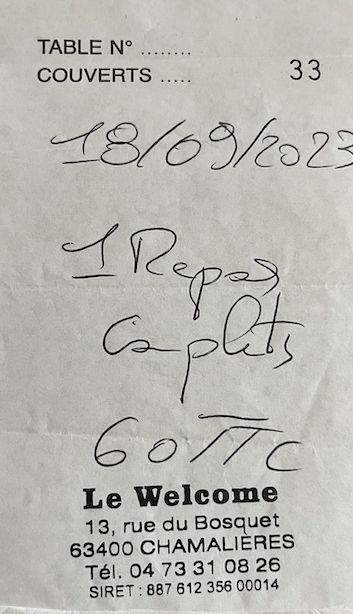 TABLE N° ........
COUVERTS ..... 33
18/09/2023
1 Repas
Complets
60 TTC
Le Welcome
13, rue du Bosquet
63400 CHAMALIERES
Tél. 04 73 31 08 26
SIRET : 887 612 356 00014